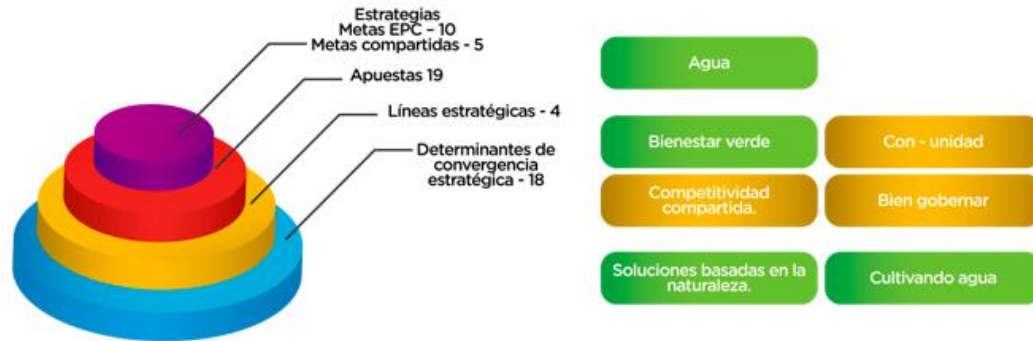 Estrategias
Metas EPC – 10
Metas compartidas - 5
Apuestas 19
Líneas estratégicas - 4
Determinantes de
convergencia
estratégica - 18
Agua
Bienestar verde
Con - unidad
Competitividad
compartida.
Bien gobernar
Soluciones basadas en la
naturaleza.
Cultivando agua